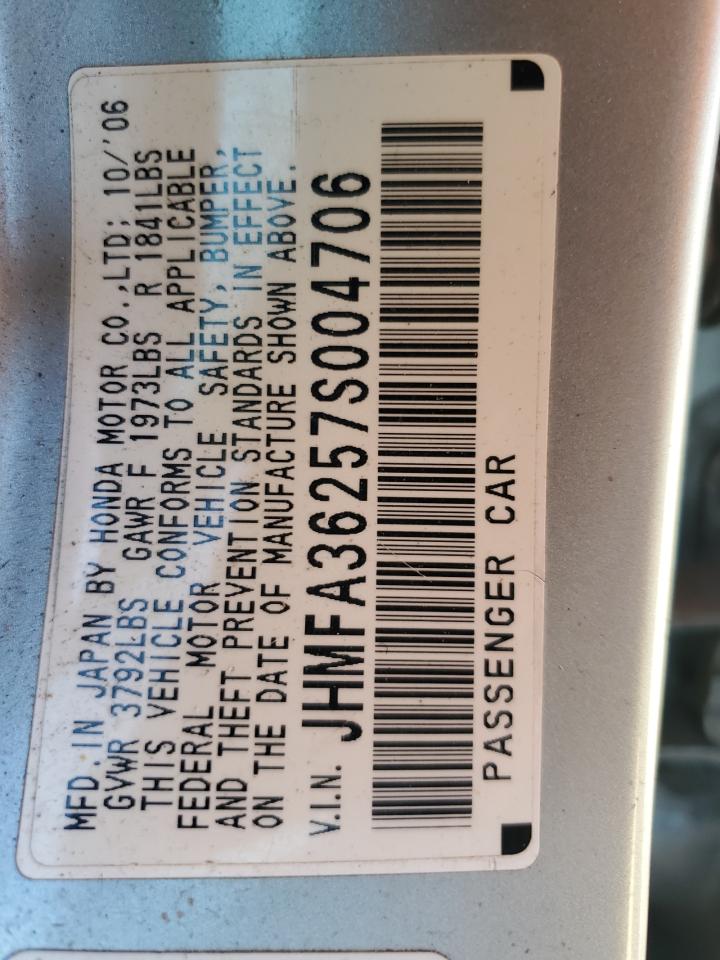 MFD.IN JAPAN BY HONDA MOTOR CO.,LTD; 10/'06
GVWR 3792LBS GAWR F 1973LBS R 1841LBS
THIS VEHICLE CONFORMS TO ALL APPLICABLE
FEDERAL MOTOR VEHICLE SAFETY, BUMPER,
AND THEFT PREVENTION STANDARDS IN EFFECT
ON THE DATE OF MANUFACTURE SHOWN ABOVE.
V.I.N. JHMFA36257S004706
PASSENGER CAR